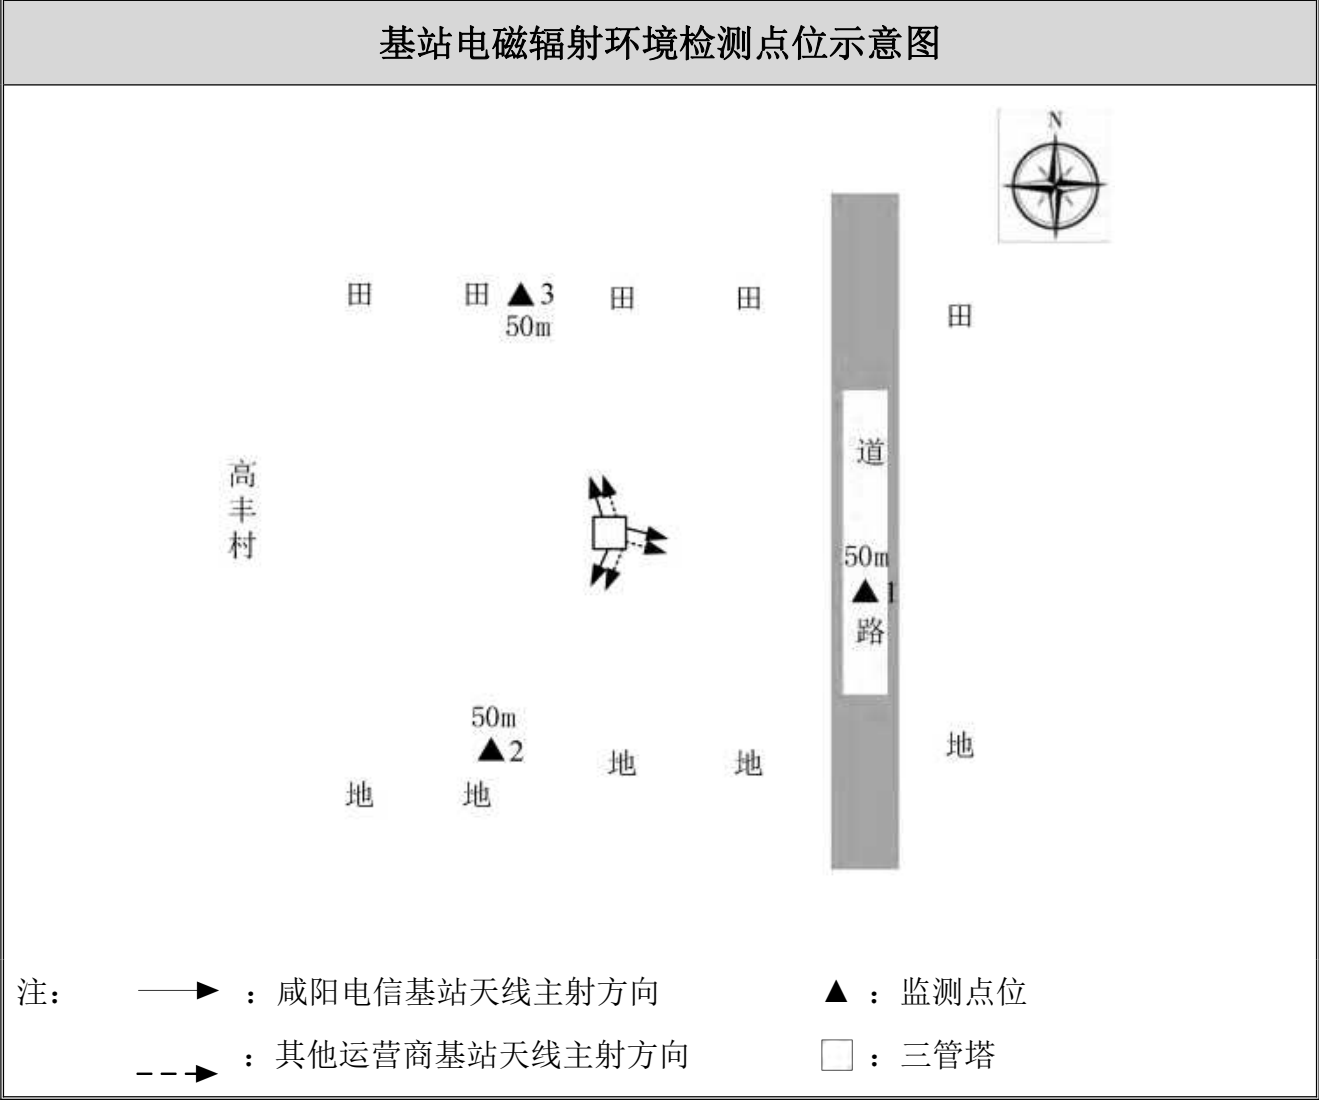 基站电磁辐射环境检测点位示意图
N
田 田 ▲3 田 田 田
50m
高丰村
道路
50m
▲1
50m
▲2 地 地 地
地 地
注： ：咸阳电信基站天线主射方向 ▲：监测点位
：其他运营商基站天线主射方向 □：三管塔